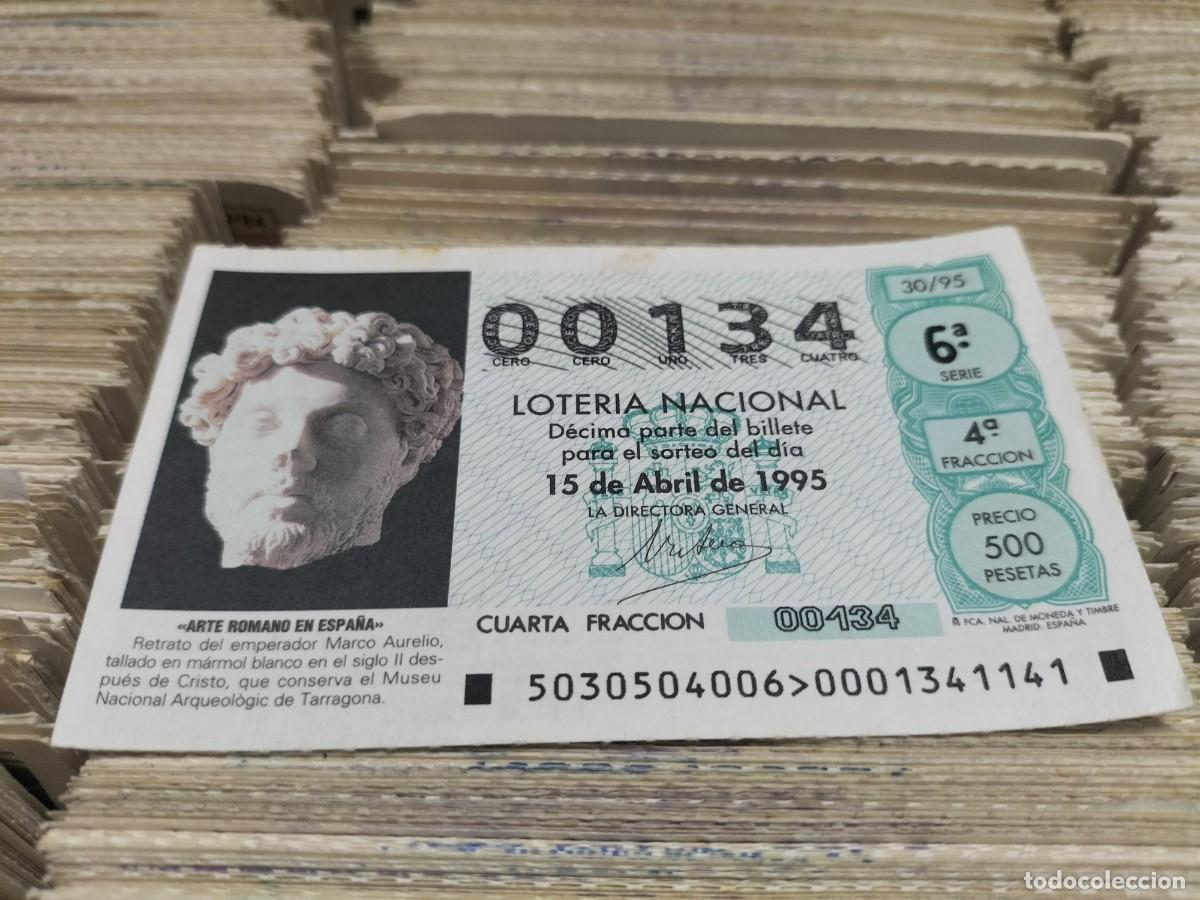 00134
CERO CERO UNO TRES CUATRO
LOTERIA NACIONAL
Décima parte del billete
para el sorteo del día
15 de Abril de 1995
LA DIRECTORA GENERAL
30/95
6ª
SERIE
4ª
FRACCION
PRECIO
500
PESETAS
FCA. NAL. DE MONEDA Y TIMBRE
MADRID. ESPAÑA
CUARTA FRACCION 00134
5030504006>0001341141
«ARTE ROMANO EN ESPAÑA»
Retrato del emperador Marco Aurelio,
tallado en mármol blanco en el siglo II des-
pués de Cristo, que conserva el Museu
Nacional Arqueològic de Tarragona.
todocoleccion